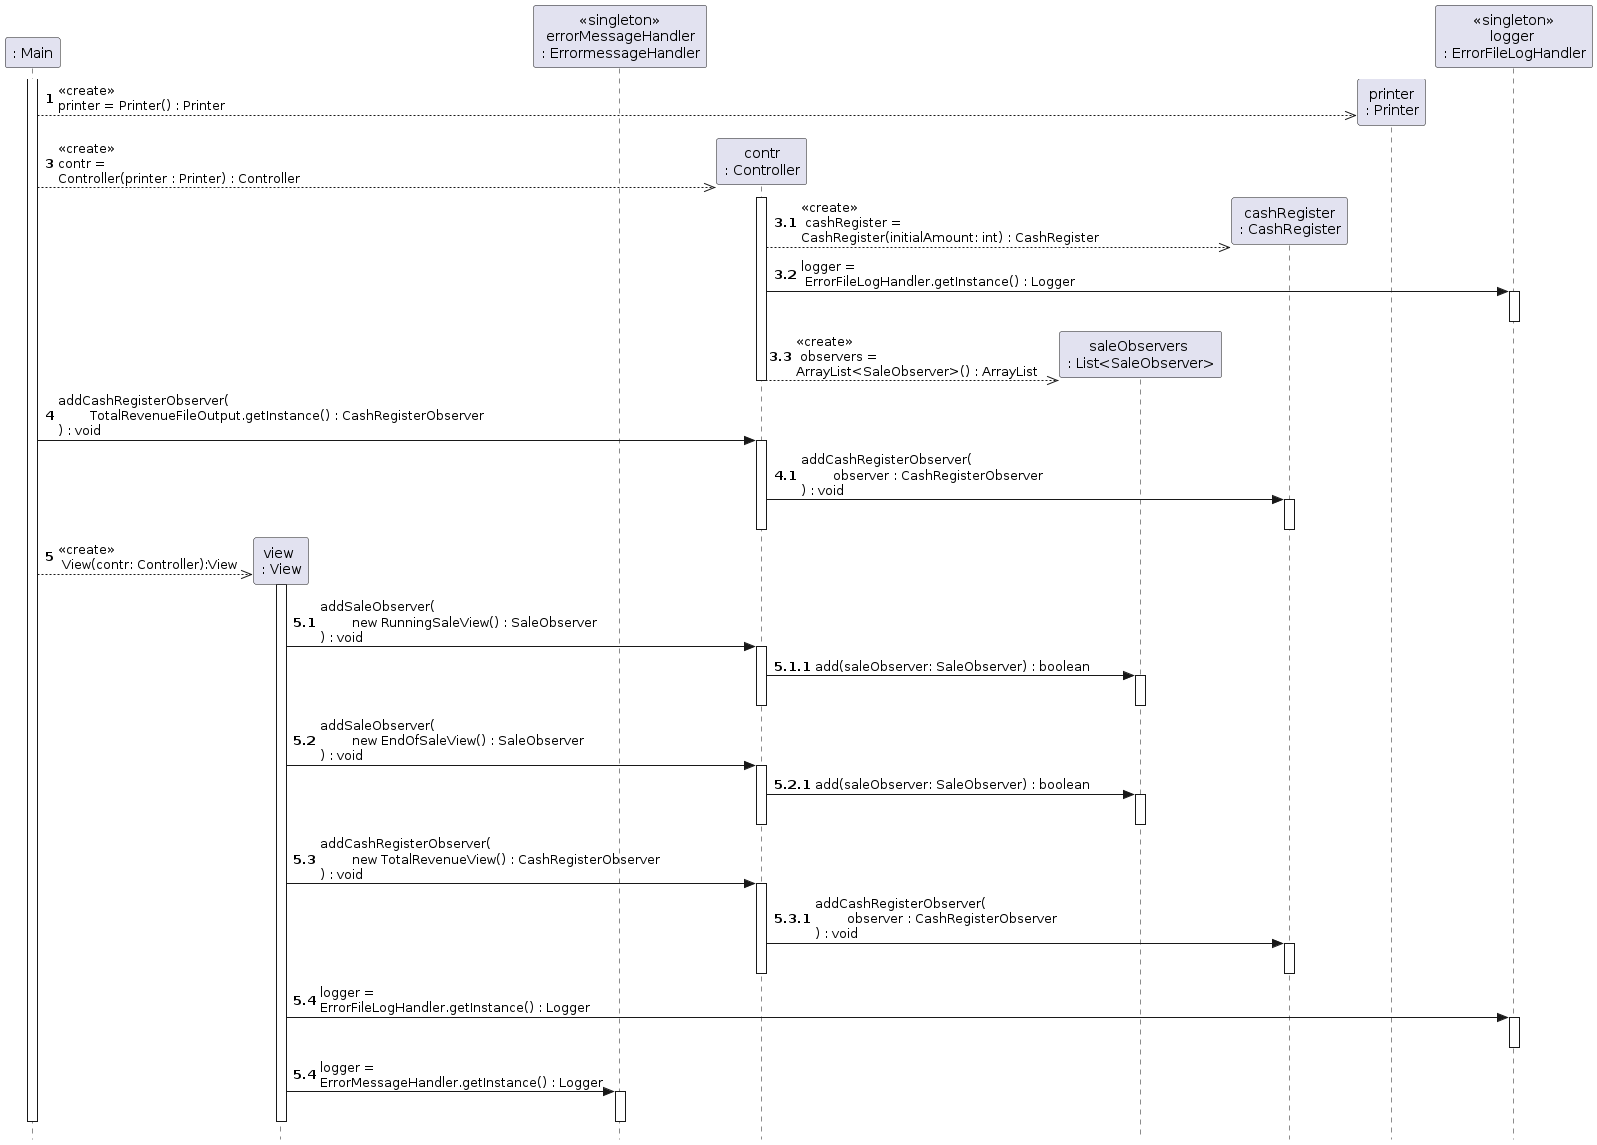 «singleton»
errorMessageHandler
: ErrormessageHandler
«singleton»
logger
: ErrorFileLogHandler
: Main
1
«create»
printer = Printer() : Printer
printer
: Printer
3
«create»
contr =
Controller(printer : Printer) : Controller
contr
: Controller
3.1
«create»
cashRegister =
CashRegister(initialAmount: int) : CashRegister
cashRegister
: CashRegister
3.2
logger =
ErrorFileLogHandler.getInstance() : Logger
3.3
«create»
observers =
ArrayList<SaleObserver>() : ArrayList
saleObservers
: List<SaleObserver>
4
addCashRegisterObserver(
TotalRevenueFileOutput.getInstance() : CashRegisterObserver
) : void
4.1
addCashRegisterObserver(
observer : CashRegisterObserver
) : void
5
«create»
View(contr: Controller):View
view
: View
5.1
addSaleObserver(
new RunningSaleView() : SaleObserver
) : void
5.1.1 add(saleObserver: SaleObserver) : boolean
5.2
addSaleObserver(
new EndOfSaleView() : SaleObserver
) : void
5.2.1 add(saleObserver: SaleObserver) : boolean
5.3
addCashRegisterObserver(
new TotalRevenueView() : CashRegisterObserver
) : void
5.3.1
addCashRegisterObserver(
observer : CashRegisterObserver
) : void
5.4
logger =
ErrorFileLogHandler.getInstance() : Logger
5.4
logger =
ErrorMessageHandler.getInstance() : Logger